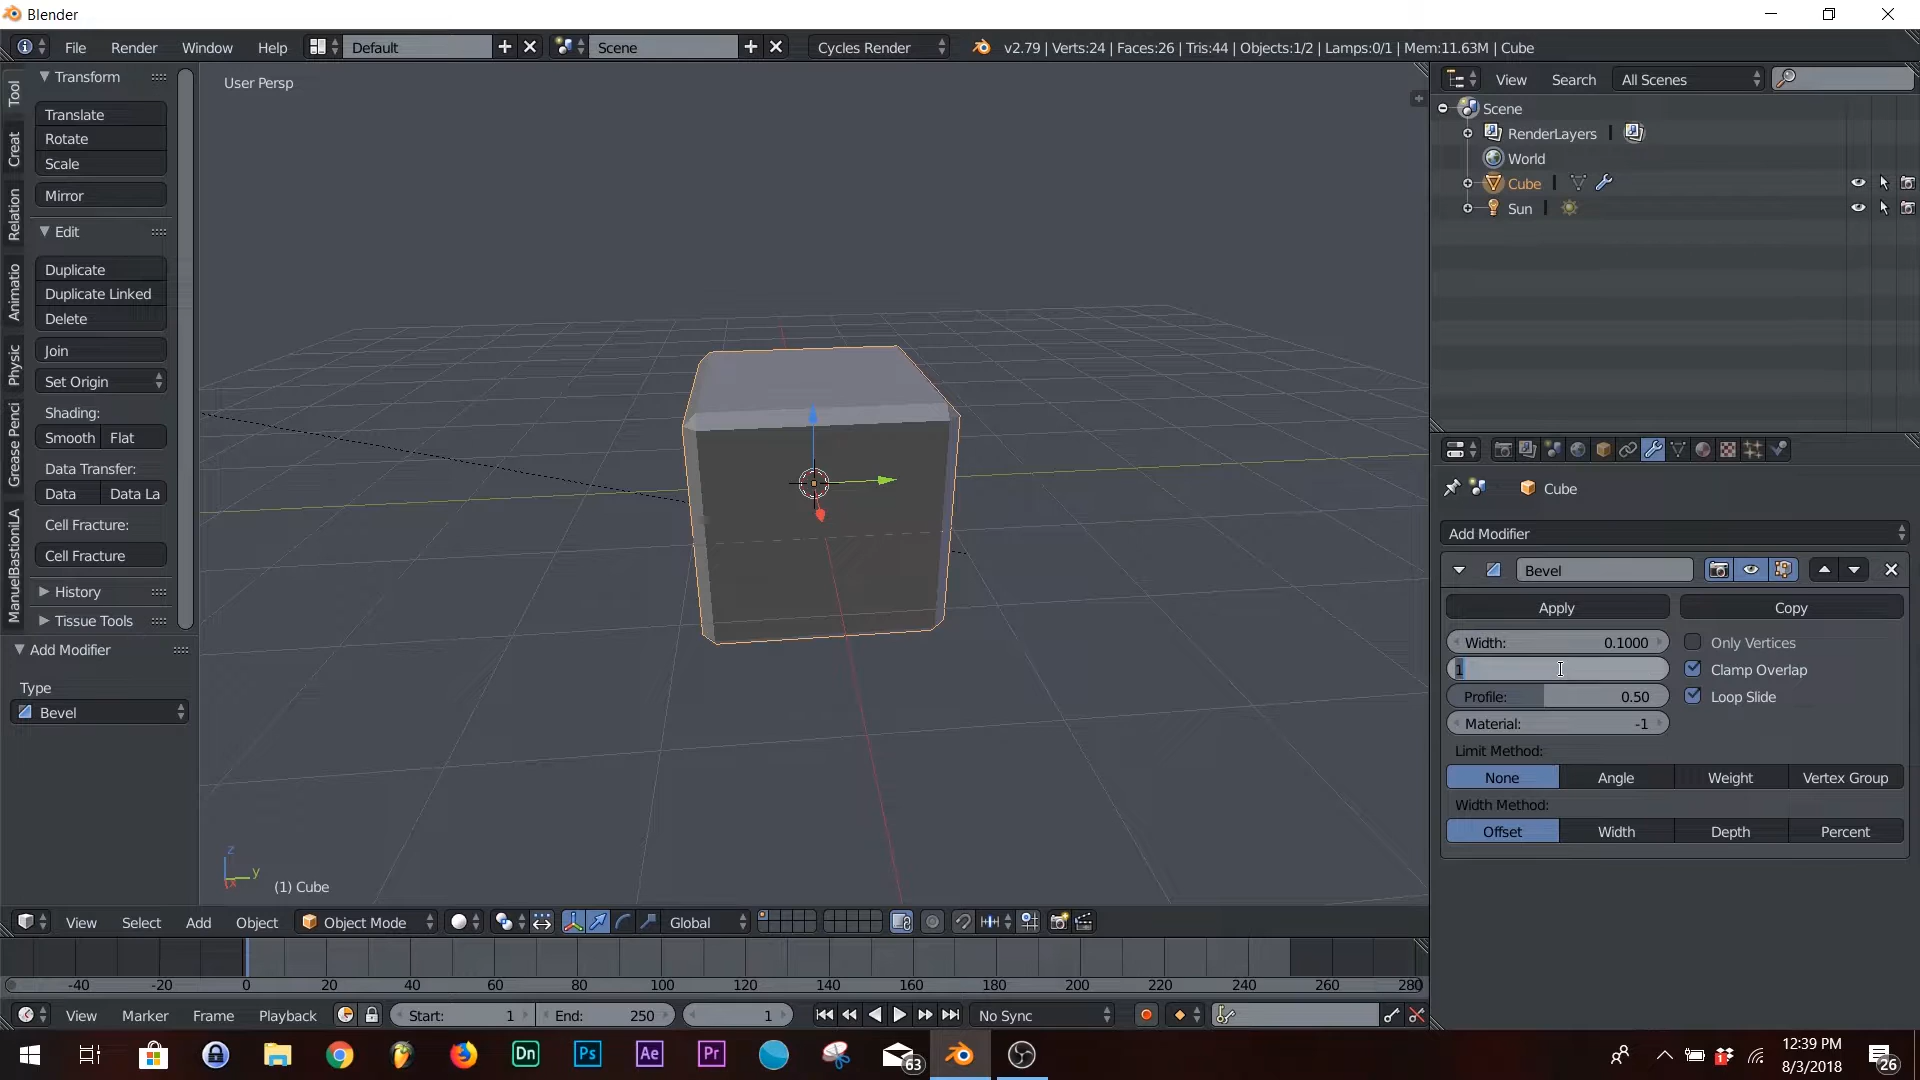 Blender
File Render Window Help Default Scene Cycles Render v2.79 | Verts:24 | Faces:26 | Tris:44 | Objects:1/2 | Lamps:0/1 | Mem:11.63M | Cube
Tool
Creat
Relation
Animatio
Physic
Grease Penci
ManuelBastioniLA
Transform
Translate
Rotate
Scale
Mirror
Edit
Duplicate
Duplicate Linked
Delete
Join
Set Origin
Shading:
Smooth Flat
Data Transfer:
Data Data La
Cell Fracture:
Cell Fracture
History
Tissue Tools
Add Modifier
Type
Bevel
User Persp
z
y
x
(1) Cube
View Search All Scenes
Scene
RenderLayers
World
Cube
Sun
Cube
Add Modifier
Bevel
Apply Copy
Width: 0.1000 Only Vertices
1 Clamp Overlap
Profile: 0.50 Loop Slide
Material: -1
Limit Method:
None Angle Weight Vertex Group
Width Method:
Offset Width Depth Percent
View Select Add Object Object Mode Global
-40 -20 0 20 40 60 80 100 120 140 160 180 200 220 240 260 280
View Marker Frame Playback Start: 1 End: 250 1 No Sync
Dn Ps Ae Pr 63
12:39 PM
8/3/2018
26